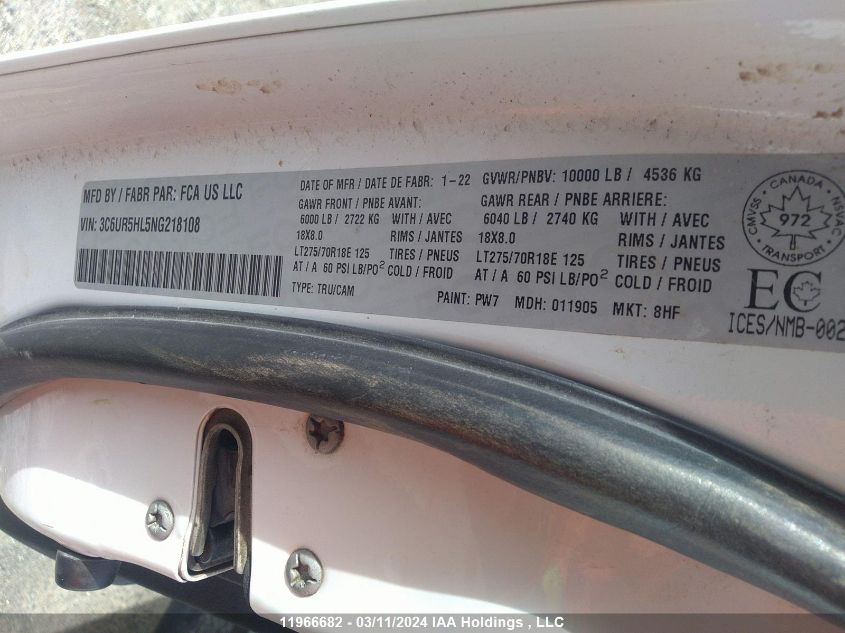 MFD BY / FABR PAR: FCA US LLC
VIN: 3C6UR5HL5NG218108
DATE OF MFR / DATE DE FABR: 1-22 GVWR/PNBV: 10000 LB / 4536 KG
GAWR FRONT / PNBE AVANT: GAWR REAR / PNBE ARRIERE:
6000 LB / 2722 KG WITH / AVEC 6040 LB / 2740 KG WITH / AVEC
18X8.0 RIMS / JANTES 18X8.0 RIMS / JANTES
LT275/70R18E 125 TIRES / PNEUS LT275/70R18E 125 TIRES / PNEUS
AT / A 60 PSI LB/PO² COLD / FROID AT / A 60 PSI LB/PO² COLD / FROID
TYPE: TRU/CAM PAINT: PW7 MDH: 011905 MKT: 8HF
CANADA
CMVSS 972 NSVAC
TRANSPORT
EC
ICES/NMB-002
11966682 - 03/11/2024 IAA Holdings , LLC